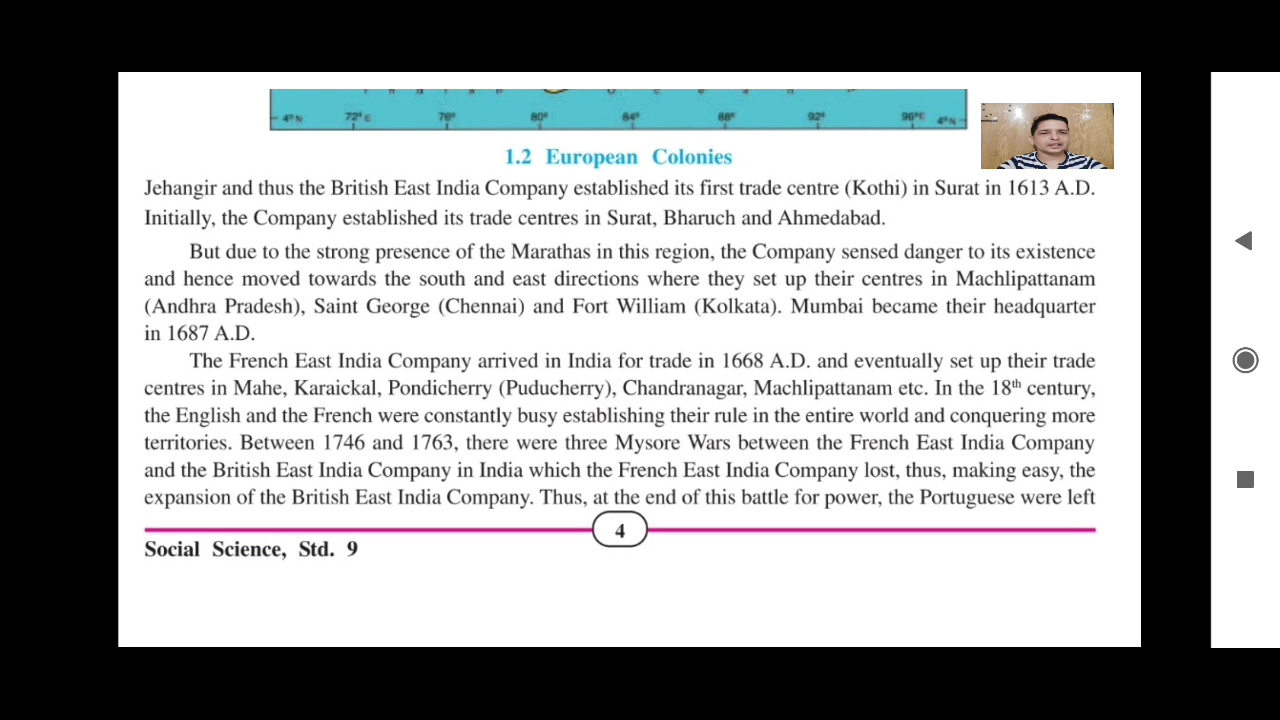 4° N 72° E 76° 80° 84° 88° 92° 96°E 4°N
1.2 European Colonies
Jehangir and thus the British East India Company established its first trade centre (Kothi) in Surat in 1613 A.D.
Initially, the Company established its trade centres in Surat, Bharuch and Ahmedabad.
But due to the strong presence of the Marathas in this region, the Company sensed danger to its existence
and hence moved towards the south and east directions where they set up their centres in Machlipattanam
(Andhra Pradesh), Saint George (Chennai) and Fort William (Kolkata). Mumbai became their headquarter
in 1687 A.D.
The French East India Company arrived in India for trade in 1668 A.D. and eventually set up their trade
centres in Mahe, Karaickal, Pondicherry (Puducherry), Chandranagar, Machlipattanam etc. In the 18th century,
the English and the French were constantly busy establishing their rule in the entire world and conquering more
territories. Between 1746 and 1763, there were three Mysore Wars between the French East India Company
and the British East India Company in India which the French East India Company lost, thus, making easy, the
expansion of the British East India Company. Thus, at the end of this battle for power, the Portuguese were left
4
Social Science, Std. 9